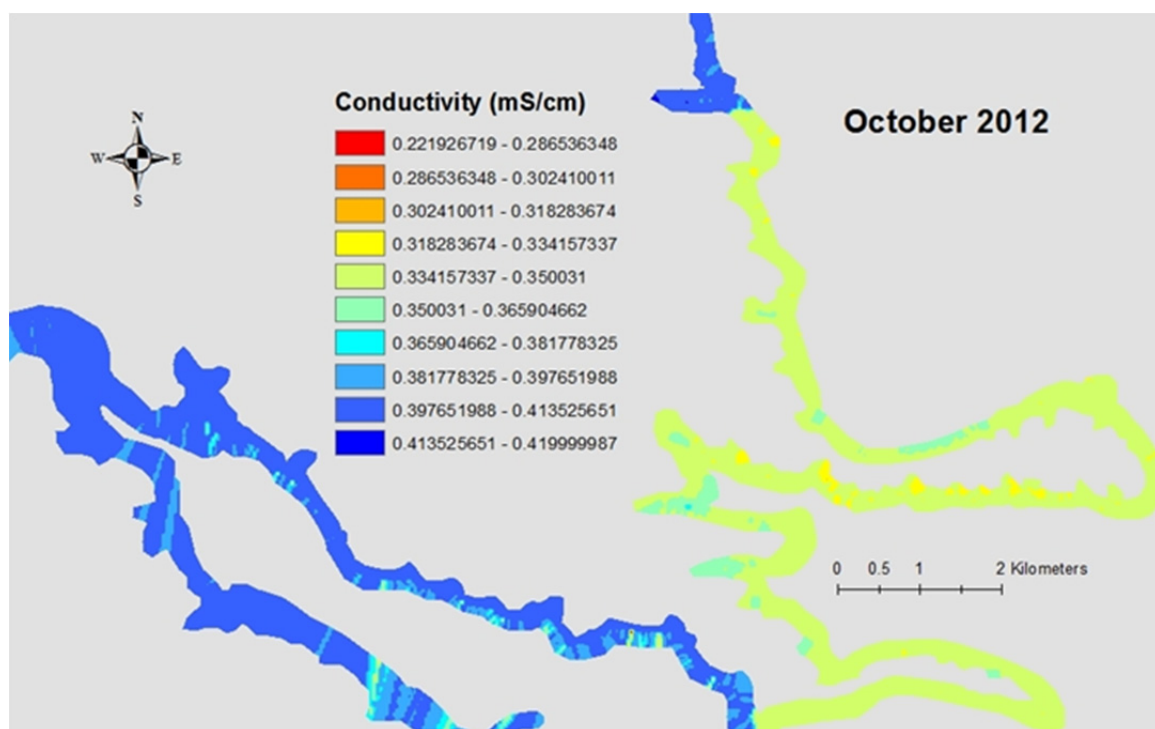 Conductivity (mS/cm)
October 2012
N
W E
S
0.221926719 - 0.286536348
0.286536348 - 0.302410011
0.302410011 - 0.318283674
0.318283674 - 0.334157337
0.334157337 - 0.350031
0.350031 - 0.365904662
0.365904662 - 0.381778325
0.381778325 - 0.397651988
0.397651988 - 0.413525651
0.413525651 - 0.419999987
0 0.5 1 2 Kilometers